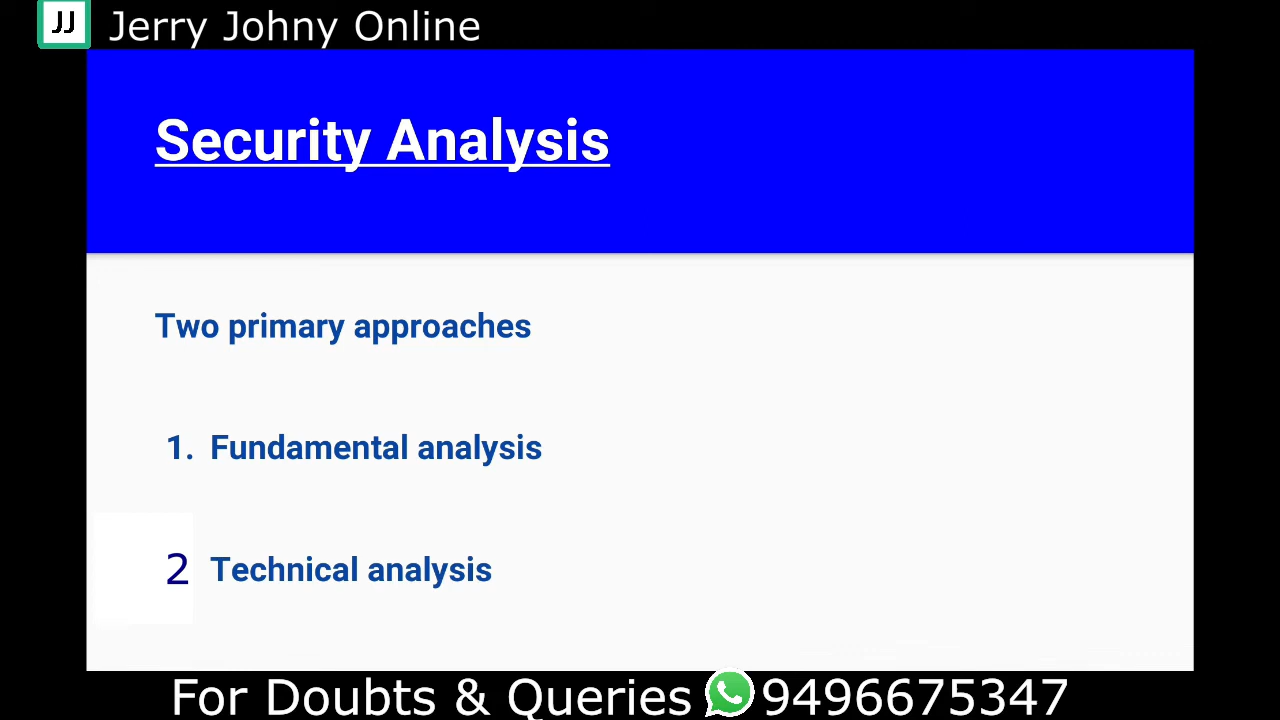 JJ Jerry Johny Online
Security Analysis
Two primary approaches
1. Fundamental analysis
2 Technical analysis
For Doubts & Queries 9496675347